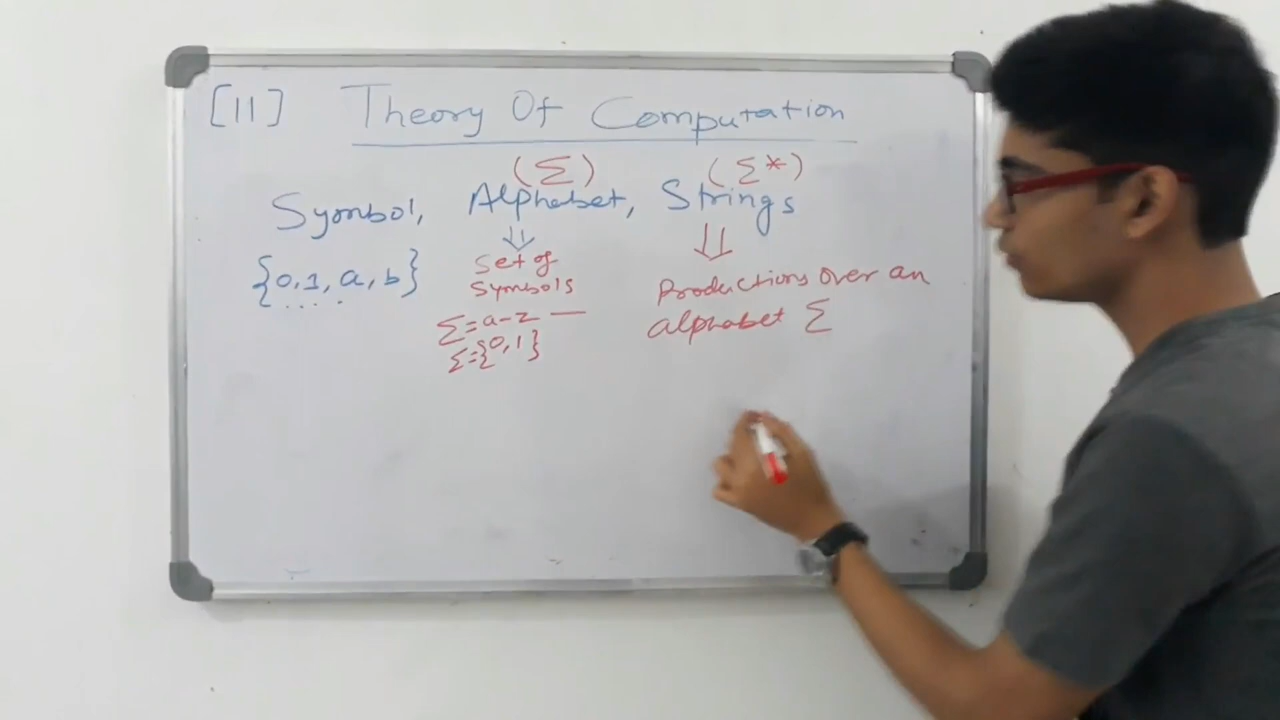 [11] Theory Of Computation
(Σ) (Σ*)
Symbol, Alphabet, Strings
{0,1, a, b}
....
Set of
Symbols
Σ= a-z —
Σ={0,1}
Productions over an
alphabet Σ